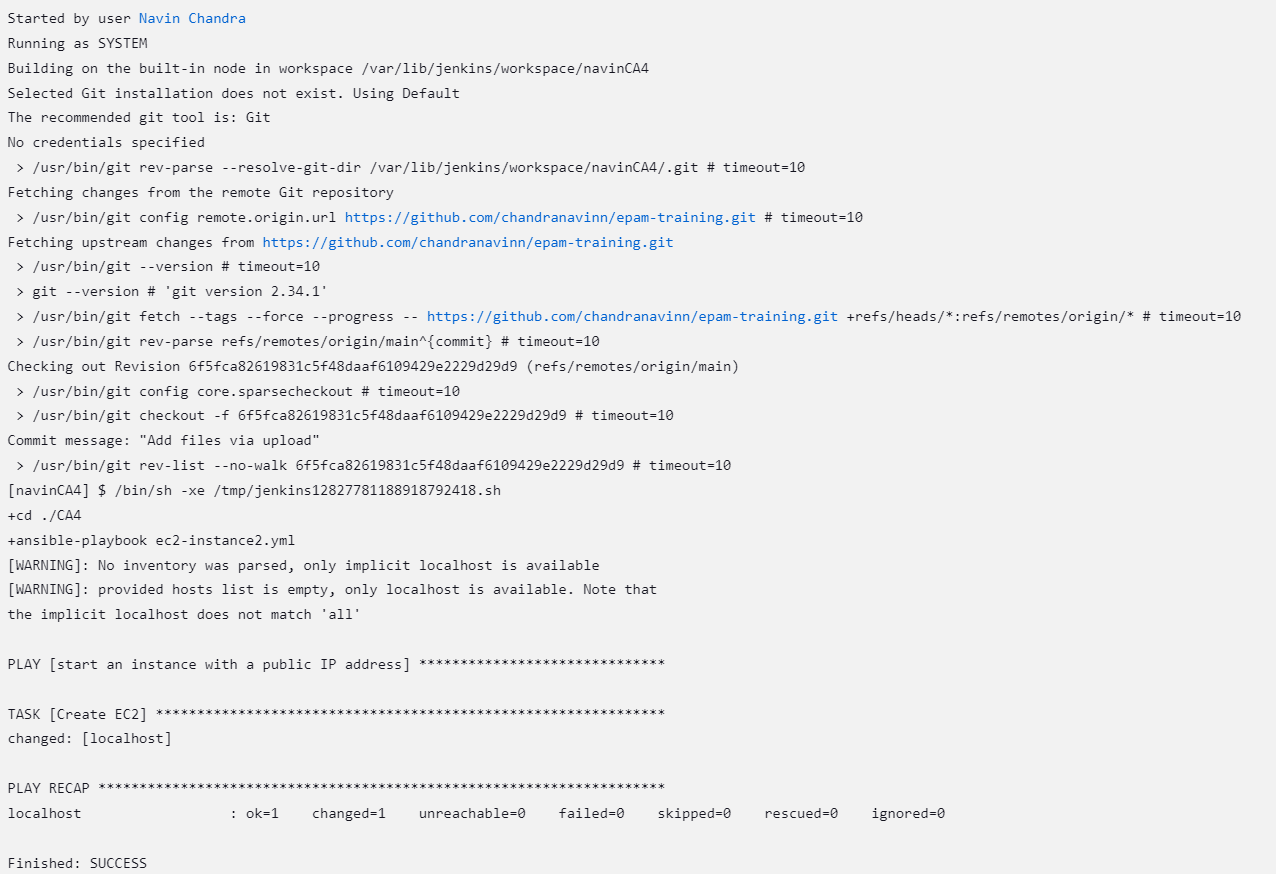 Started by user Navin Chandra
Running as SYSTEM
Building on the built-in node in workspace /var/lib/jenkins/workspace/navinCA4
Selected Git installation does not exist. Using Default
The recommended git tool is: Git
No credentials specified
 > /usr/bin/git rev-parse --resolve-git-dir /var/lib/jenkins/workspace/navinCA4/.git # timeout=10
Fetching changes from the remote Git repository
 > /usr/bin/git config remote.origin.url https://github.com/chandranavinn/epam-training.git # timeout=10
Fetching upstream changes from https://github.com/chandranavinn/epam-training.git
 > /usr/bin/git --version # timeout=10
 > git --version # 'git version 2.34.1'
 > /usr/bin/git fetch --tags --force --progress -- https://github.com/chandranavinn/epam-training.git +refs/heads/*:refs/remotes/origin/* # timeout=10
 > /usr/bin/git rev-parse refs/remotes/origin/main^{commit} # timeout=10
Checking out Revision 6f5fca82619831c5f48daaf6109429e2229d29d9 (refs/remotes/origin/main)
 > /usr/bin/git config core.sparsecheckout # timeout=10
 > /usr/bin/git checkout -f 6f5fca82619831c5f48daaf6109429e2229d29d9 # timeout=10
Commit message: "Add files via upload"
 > /usr/bin/git rev-list --no-walk 6f5fca82619831c5f48daaf6109429e2229d29d9 # timeout=10
[navinCA4] $ /bin/sh -xe /tmp/jenkins12827781188918792418.sh
+cd ./CA4
+ansible-playbook ec2-instance2.yml
[WARNING]: No inventory was parsed, only implicit localhost is available
[WARNING]: provided hosts list is empty, only localhost is available. Note that
the implicit localhost does not match 'all'

PLAY [start an instance with a public IP address] ******************************

TASK [Create EC2] **************************************************************
changed: [localhost]

PLAY RECAP *********************************************************************
localhost                  : ok=1    changed=1    unreachable=0    failed=0    skipped=0    rescued=0    ignored=0

Finished: SUCCESS